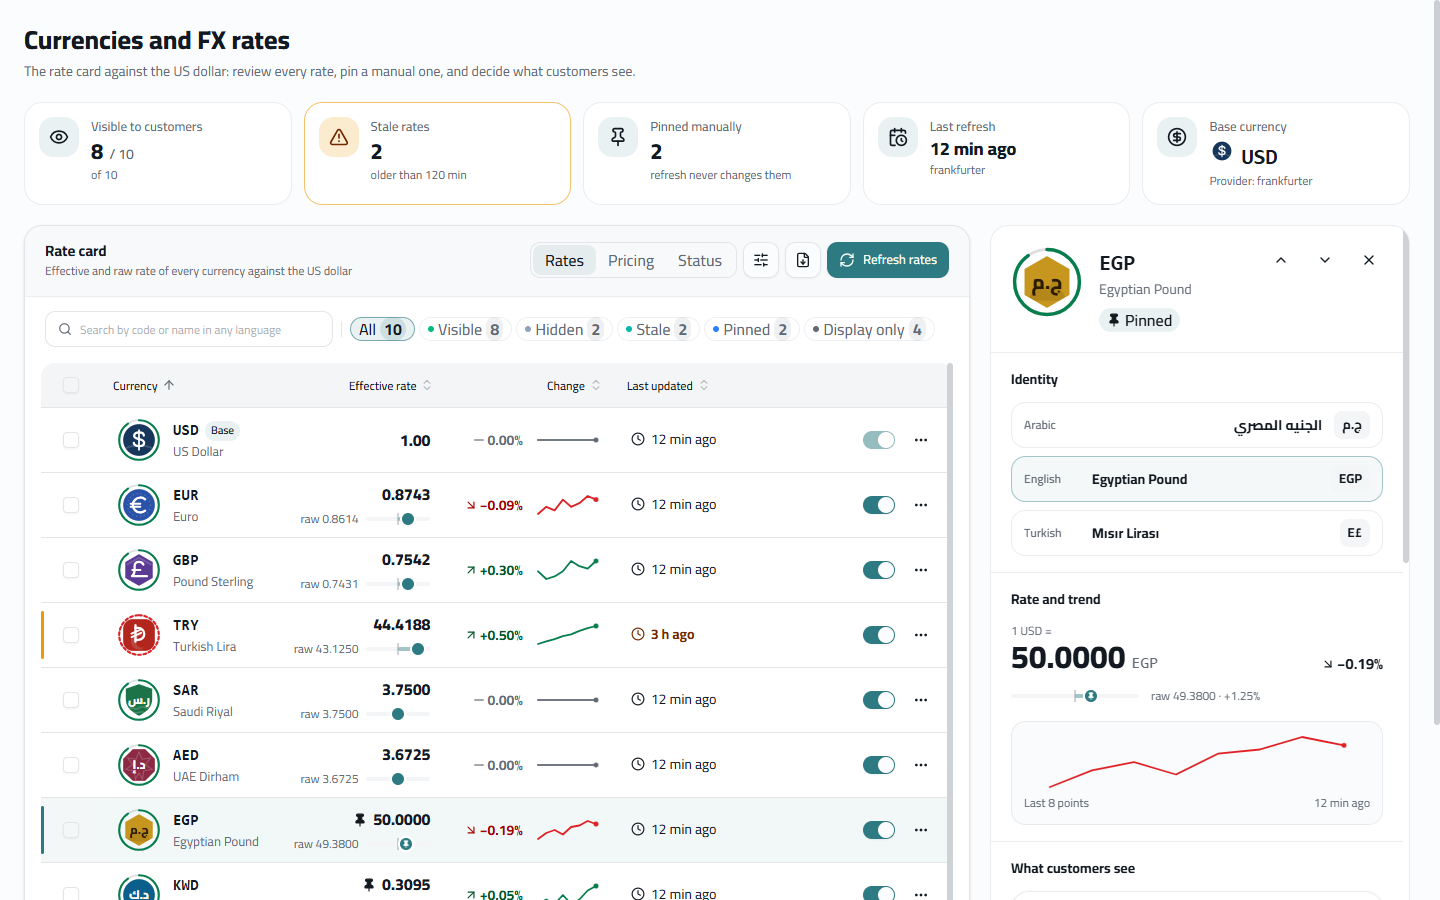 Currencies and FX rates
The rate card against the US dollar: review every rate, pin a manual one, and decide what customers see.
Visible to customers
8 / 10
of 10
Stale rates
2
older than 120 min
Pinned manually
2
refresh never changes them
Last refresh
12 min ago
frankfurter
Base currency
$ USD
Provider: frankfurter
Rate card
Effective and raw rate of every currency against the US dollar
Rates Pricing Status
Refresh rates
Search by code or name in any language
All 10 Visible 8 Hidden 2 Stale 2 Pinned 2 Display only 4
Currency Effective rate Change Last updated
$ USD Base
US Dollar
1.00 0.00% 12 min ago
€ EUR
Euro
0.8743
raw 0.8614
−0.09% 12 min ago
£ GBP
Pound Sterling
0.7542
raw 0.7431
+0.30% 12 min ago
₺ TRY
Turkish Lira
44.4188
raw 43.1250
+0.50% 3 h ago
ر.س SAR
Saudi Riyal
3.7500
raw 3.7500
0.00% 12 min ago
د.إ AED
UAE Dirham
3.6725
raw 3.6725
0.00% 12 min ago
ج.م EGP
Egyptian Pound
50.0000
raw 49.3800
−0.19% 12 min ago
د.ك KWD
0.3095
+0.05% 12 min ago
ج.م
EGP
Egyptian Pound
Pinned
Identity
Arabic الجنيه المصري ج.م
English Egyptian Pound EGP
Turkish Mısır Lirası E£
Rate and trend
1 USD =
50.0000 EGP −0.19%
raw 49.3800 · +1.25%
Last 8 points 12 min ago
What customers see